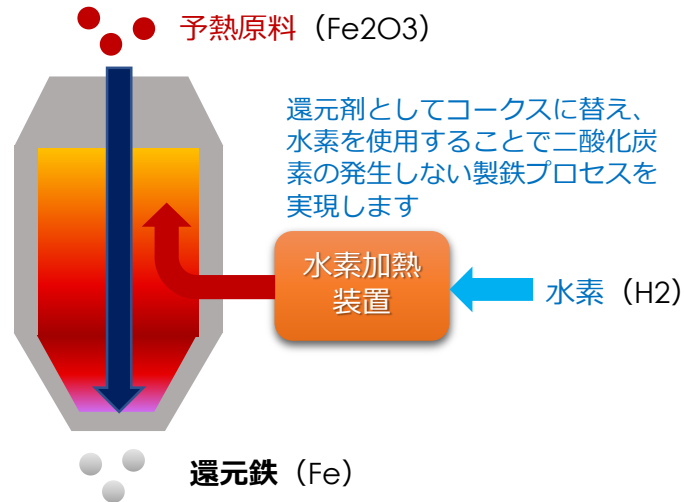 予熱原料（Fe2O3）
還元剤としてコークスに替え、
水素を使用することで二酸化炭
素の発生しない製鉄プロセスを
実現します
水素加熱
装置
水素（H2）
還元鉄（Fe）